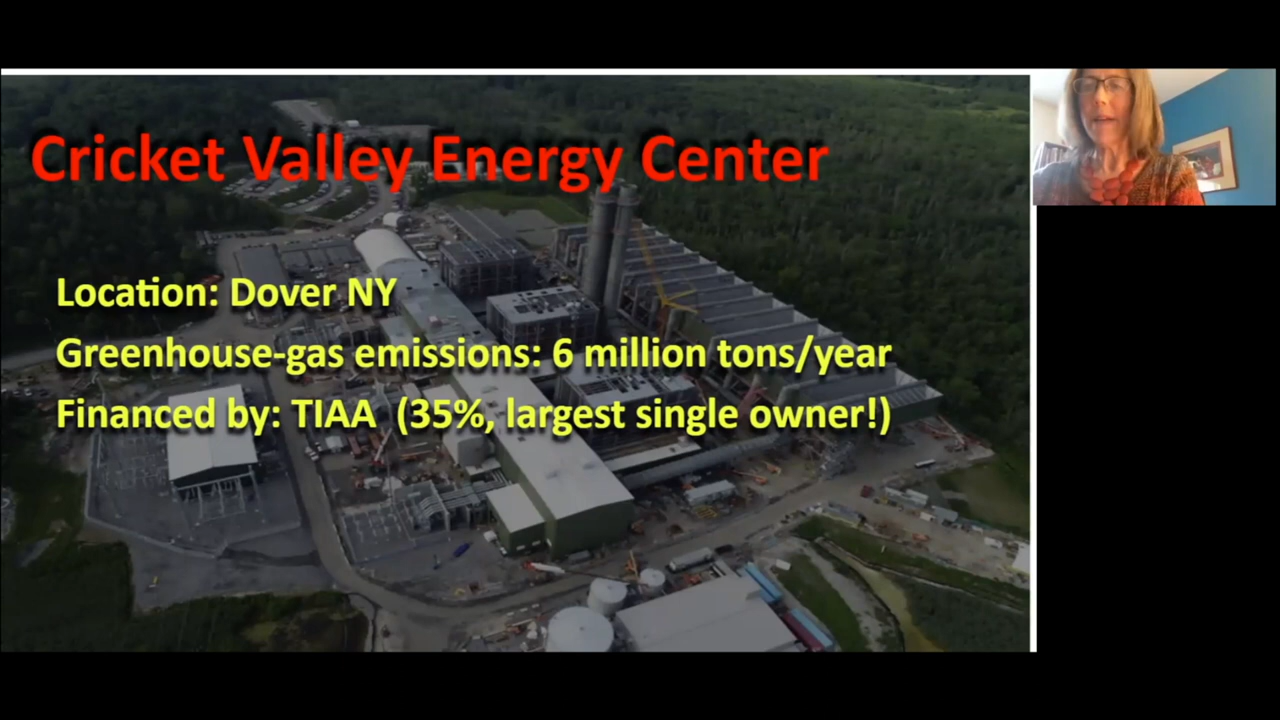 Cricket Valley Energy Center
Location: Dover NY
Greenhouse-gas emissions: 6 million tons/year
Financed by: TIAA (35%, largest single owner!)